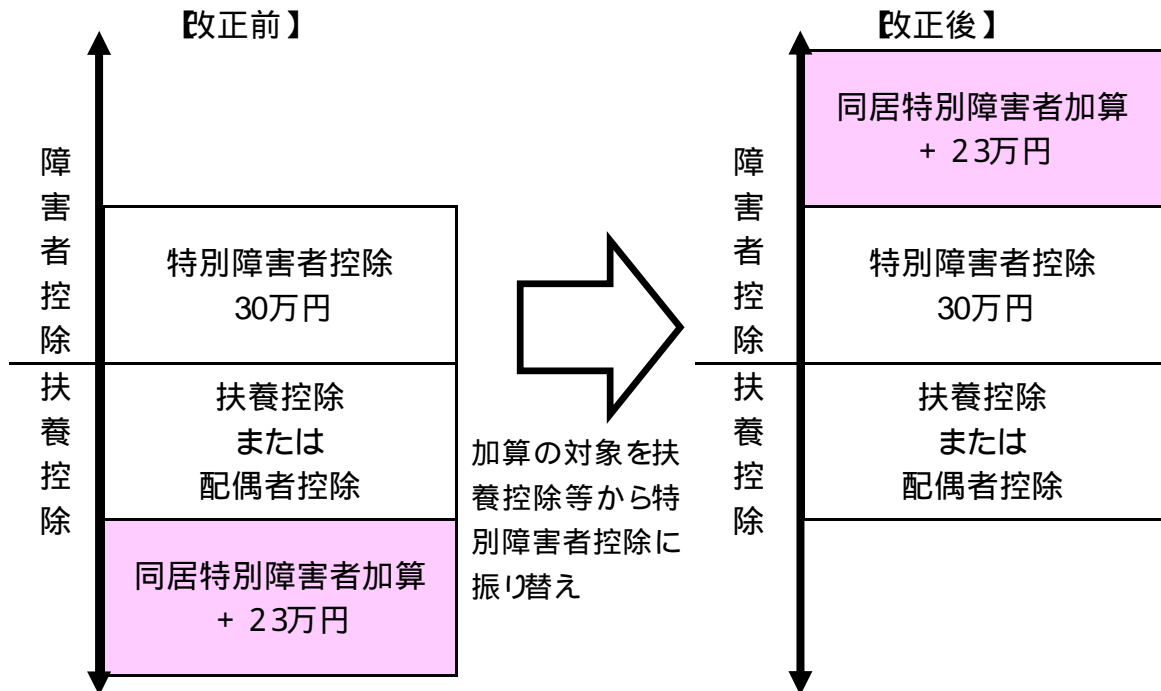 【改正前】
障害者控除
特別障害者控除
30万円
扶養控除
扶養控除
または
配偶者控除
同居特別障害者加算
+ 23万円
加算の対象を扶
養控除等から特
別障害者控除に
振り替え
【改正後】
障害者控除
同居特別障害者加算
+ 23万円
特別障害者控除
30万円
扶養控除
扶養控除
または
配偶者控除